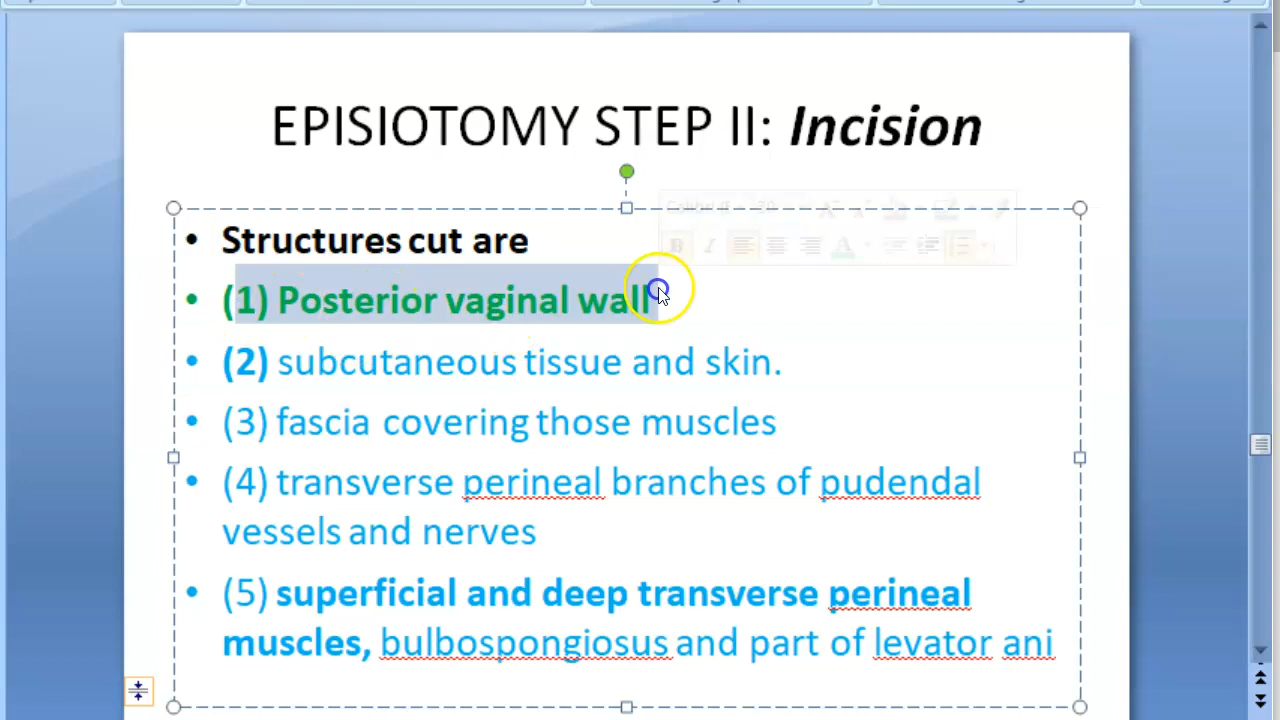 EPISIOTOMY STEP II: Incision
• Structures cut are
• (1) Posterior vaginal wall
• (2) subcutaneous tissue and skin.
• (3) fascia covering those muscles
• (4) transverse perineal branches of pudendal
vessels and nerves
• (5) superficial and deep transverse perineal
muscles, bulbospongiosus and part of levator ani